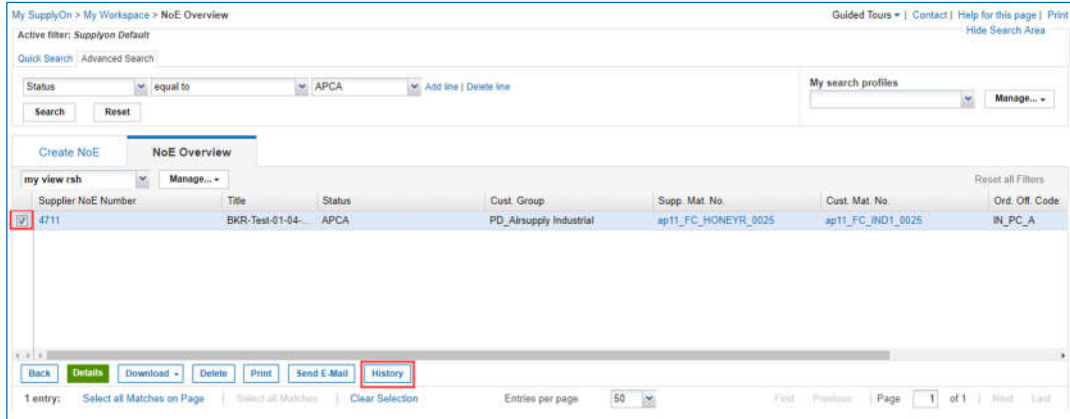 My SupplyOn > My Workspace > NoE Overview Guided Tours | Contact | Help for this page | Print
Active filter: Supplyon Default Hide Search Area
Quick Search Advanced Search
Status equal to APCA Add line | Delete line My search profiles
Manage...
Search Reset
Create NoE NoE Overview
my view rsh Manage... Reset all Filters
Supplier NoE Number Title Status Cust. Group Supp. Mat. No. Cust. Mat. No. Ord. Off. Code
4711 BKR-Test-01-04-... APCA PD_Airsupply Industrial ap11_FC_HONEYR_0025 ap11_FC_IND1_0025 IN_PC_A
Back Details Download Delete Print Send E-Mail History
1 entry: Select all Matches on Page | Select all Matches | Clear Selection Entries per page 50 First Previous | Page 1 of 1 | Next Last